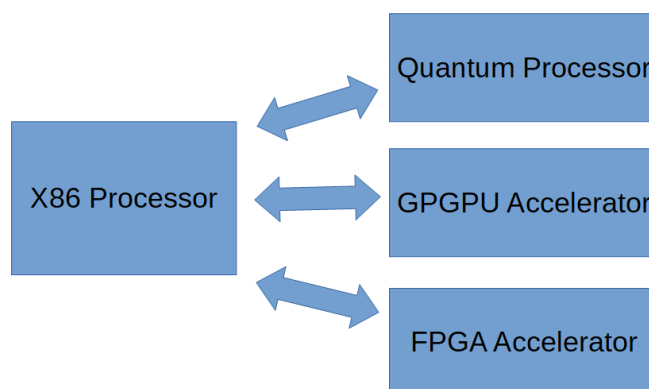 Quantum Processor
X86 Processor
GPGPU Accelerator
FPGA Accelerator